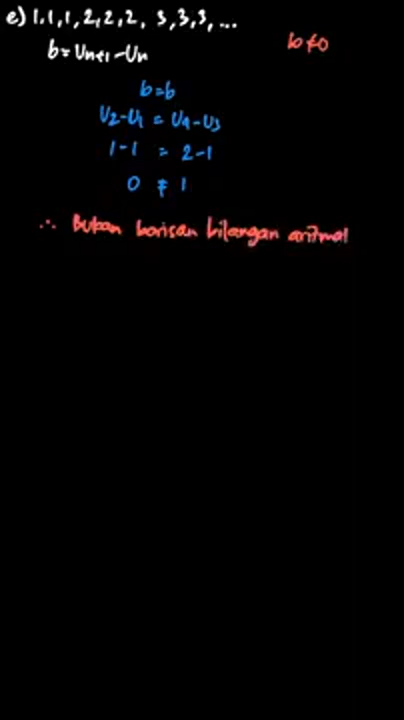 e) 1,1,1,2,2,2, 3,3,3,...
b≠0
b=Un+1-Un
b=b
U2-U1 = U4-U3
1-1 = 2-1
0 ≠ 1
∴ Bukan barisan bilangan aritmat